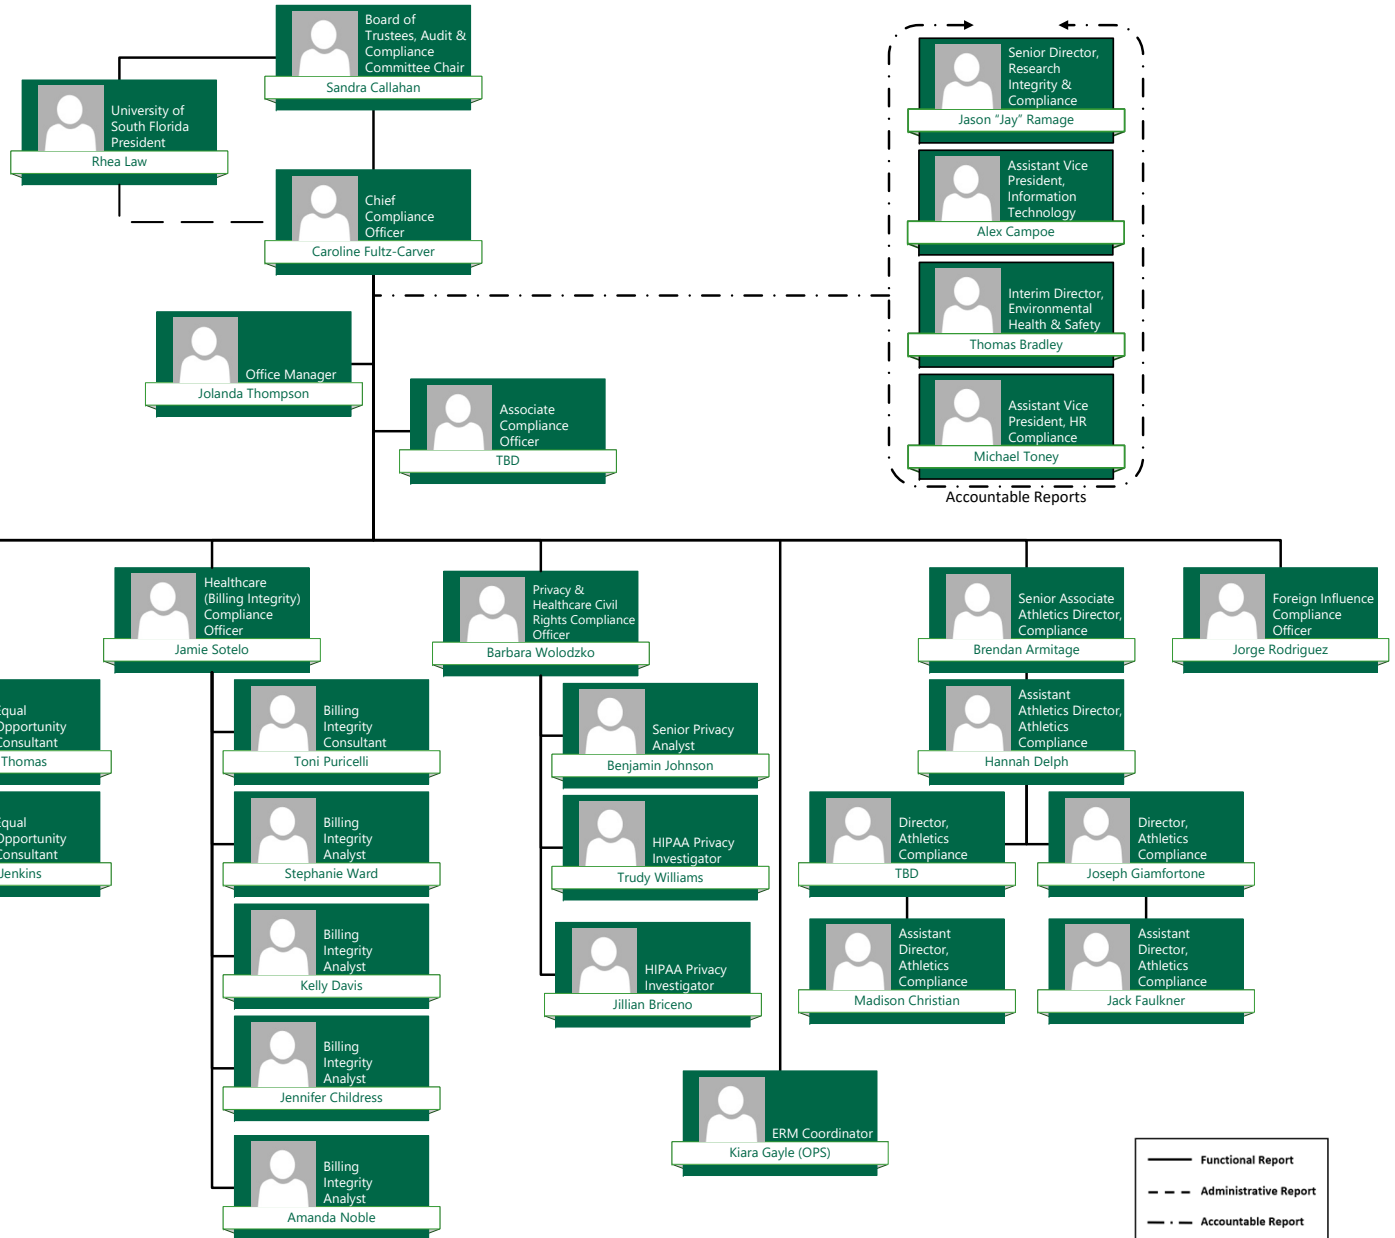 Board of
Trustees, Audit &
Compliance
Committee Chair
Sandra Callahan
University of
South Florida
President
Rhea Law
Chief
Compliance
Officer
Caroline Fultz-Carver
Senior Director,
Research
Integrity &
Compliance
Jason "Jay" Ramage
Assistant Vice
President,
Information
Technology
Alex Campoe
Interim Director,
Environmental
Health & Safety
Thomas Bradley
Assistant Vice
President, HR
Compliance
Michael Toney
Accountable Reports
Office Manager
Jolanda Thompson
Associate
Compliance
Officer
TBD
Healthcare
(Billing Integrity)
Compliance
Officer
Jamie Sotelo
Privacy &
Healthcare Civil
Rights Compliance
Officer
Barbara Wolodzko
Senior Associate
Athletics Director,
Compliance
Brendan Armitage
Foreign Influence
Compliance
Officer
Jorge Rodriguez
Equal
Opportunity
Consultant
Thomas
Equal
Opportunity
Consultant
Jenkins
Billing
Integrity
Consultant
Toni Puricelli
Billing
Integrity
Analyst
Stephanie Ward
Billing
Integrity
Analyst
Kelly Davis
Billing
Integrity
Analyst
Jennifer Childress
Billing
Integrity
Analyst
Amanda Noble
Senior Privacy
Analyst
Benjamin Johnson
HIPAA Privacy
Investigator
Trudy Williams
HIPAA Privacy
Investigator
Jillian Briceno
Assistant
Athletics Director,
Athletics
Compliance
Hannah Delph
Director,
Athletics
Compliance
TBD
Director,
Athletics
Compliance
Joseph Giamfortone
Assistant
Director,
Athletics
Compliance
Madison Christian
Assistant
Director,
Athletics
Compliance
Jack Faulkner
ERM Coordinator
Kiara Gayle (OPS)
Functional Report
Administrative Report
Accountable Report